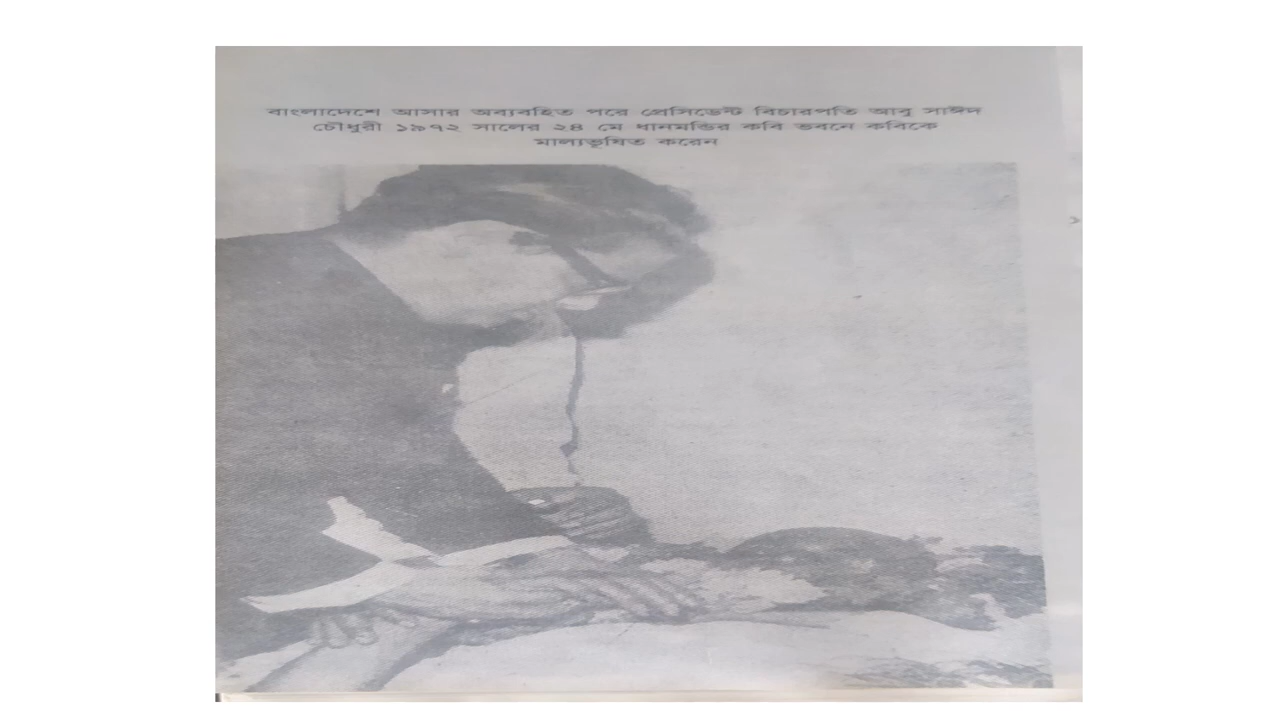 বাংলাদেশে আসার অব্যবহিত পরে প্রেসিডেন্ট বিচারপতি আবু সাঈদ
চৌধুরী ১৯৭২ সালের ২৪ মে ধানমন্ডির কবি ভবনে কবিকে
মাল্যভূষিত করেন